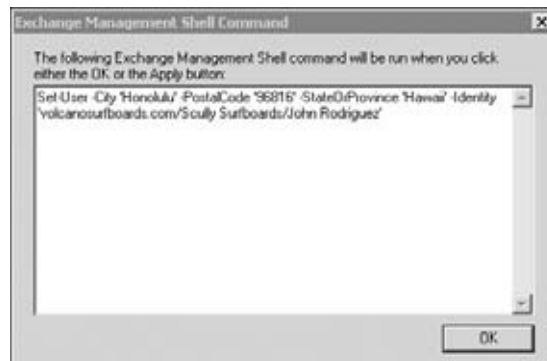 Exchange Management Shell Command
The following Exchange Management Shell command will be run when you click
either the OK or the Apply button:
Set-User -City 'Honolulu' -PostalCode '96816' -StateOrProvince 'Hawaii' -Identity
'volcanosurfboards.com/Scully Surfboards/John Rodriguez'
OK